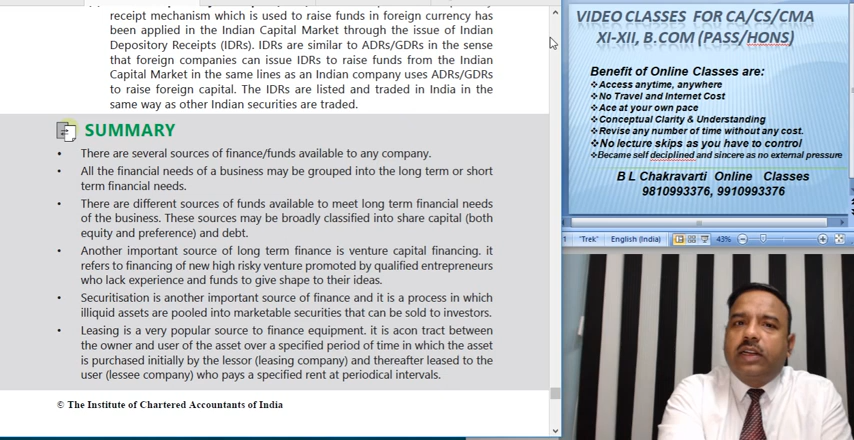 receipt mechanism which is used to raise funds in foreign currency has
been applied in the Indian Capital Market through the issue of Indian
Depository Receipts (IDRs). IDRs are similar to ADRs/GDRs in the sense
that foreign companies can issue IDRs to raise funds from the Indian
Capital Market in the same lines as an Indian company uses ADRs/GDRs
to raise foreign capital. The IDRs are listed and traded in India in the
same way as other Indian securities are traded.
SUMMARY
• There are several sources of finance/funds available to any company.
• All the financial needs of a business may be grouped into the long term or short
term financial needs.
• There are different sources of funds available to meet long term financial needs
of the business. These sources may be broadly classified into share capital (both
equity and preference) and debt.
• Another important source of long term finance is venture capital financing. it
refers to financing of new high risky venture promoted by qualified entrepreneurs
who lack experience and funds to give shape to their ideas.
• Securitisation is another important source of finance and it is a process in which
illiquid assets are pooled into marketable securities that can be sold to investors.
• Leasing is a very popular source to finance equipment. it is acon tract between
the owner and user of the asset over a specified period of time in which the asset
is purchased initially by the lessor (leasing company) and thereafter leased to the
user (lessee company) who pays a specified rent at periodical intervals.
© The Institute of Chartered Accountants of India
VIDEO CLASSES FOR CA/CS/CMA
XI-XII, B.COM (PASS/HONS)
Benefit of Online Classes are:
❖Access anytime, anywhere
❖No Travel and Internet Cost
❖Ace at your own pace
❖Conceptual Clarity & Understanding
❖Revise any number of time without any cost.
❖No lecture skips as you have to control
❖Became self deciplined and sincere as no external pressure
B L Chakravarti Online Classes
9810993376, 9910993376
1 "Trek" English (India) 43%